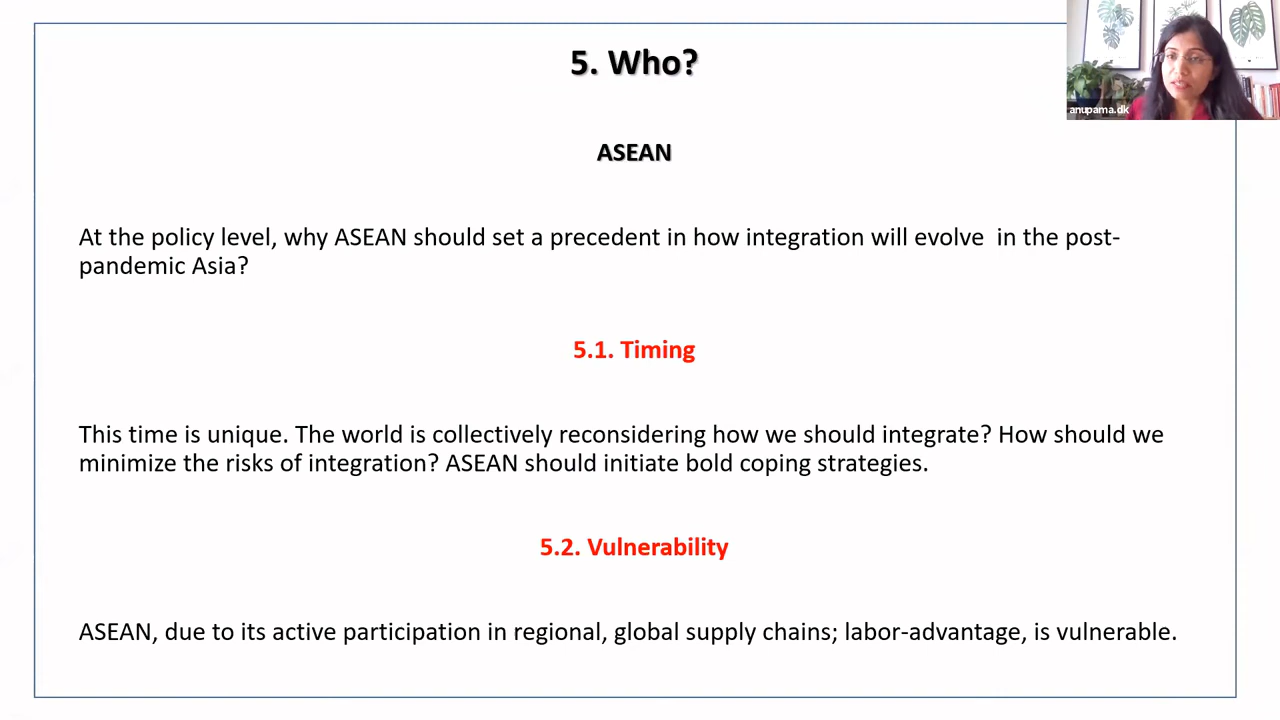 5. Who?
anupama.dk
ASEAN
At the policy level, why ASEAN should set a precedent in how integration will evolve  in the post-
pandemic Asia?
5.1. Timing
This time is unique. The world is collectively reconsidering how we should integrate? How should we
minimize the risks of integration? ASEAN should initiate bold coping strategies.
5.2. Vulnerability
ASEAN, due to its active participation in regional, global supply chains; labor-advantage, is vulnerable.